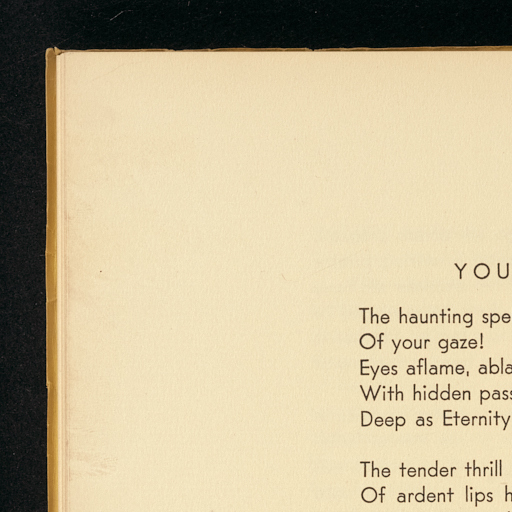 YOU
The haunting spe
Of your gaze!
Eyes aflame, abla
With hidden pass
Deep as Eternity
The tender thrill
Of ardent lips h